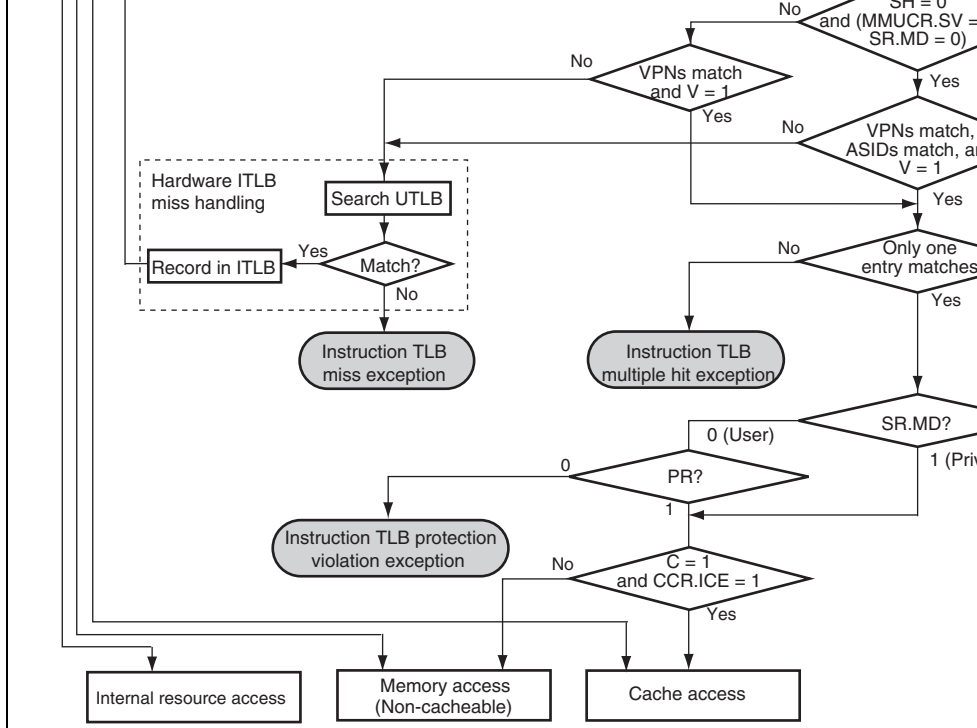 SH = 0
No
and (MMUCR.SV =
SR.MD = 0)
No
VPNs match
and V = 1
Yes
Yes
No
VPNs match,
ASIDs match,
V = 1
Hardware ITLB
miss handling
Search UTLB
Yes
No
Only one
entry matches
Yes
Record in ITLB
Match?
No
Yes
Instruction TLB
miss exception
Instruction TLB
multiple hit exception
SR.MD?
0 (User)
1
0
PR?
1
Instruction TLB protection
violation exception
No
C = 1
and CCR.ICE = 1
Yes
Internal resource access
Memory access
(Non-cacheable)
Cache access